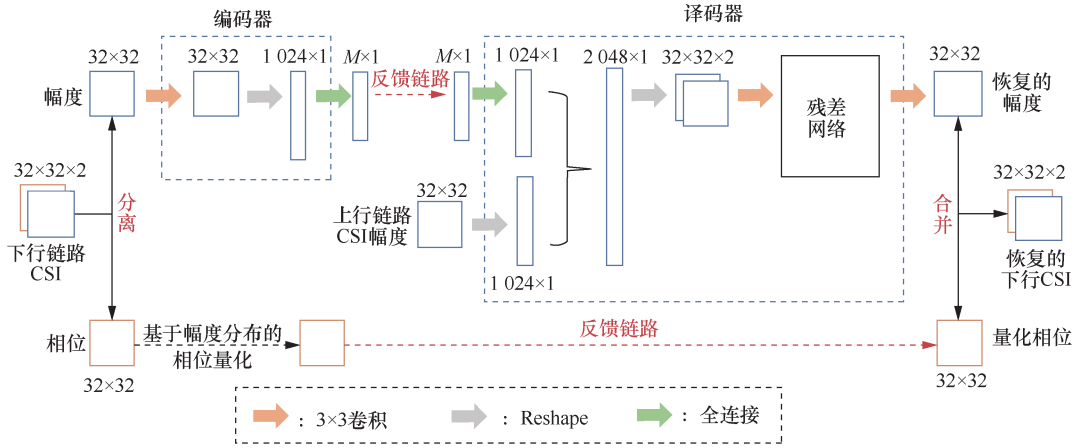 编码器
译码器
32×32
32×32
1 024×1
M×1
M×1
1 024×1
2 048×1
32×32×2
32×32
幅度
反馈链路
残差
网络
恢复的
幅度
32×32×2
分离
32×32
上行链路
CSI幅度
1 024×1
合并
32×32×2
下行链路
CSI
恢复的
下行CSI
相位
基于幅度分布的
相位量化
反馈链路
量化相位
32×32
32×32
：3×3卷积
：Reshape
：全连接